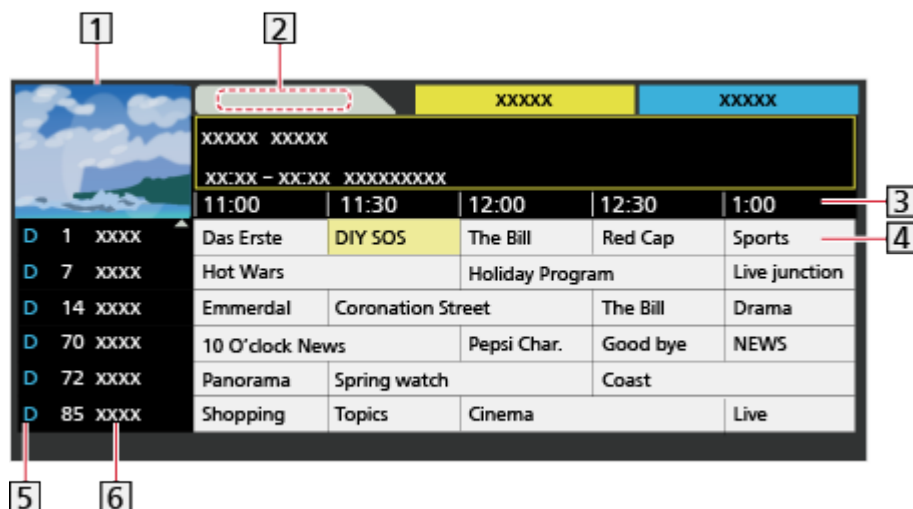 1 2
xxxxx xxxxx
xxxxx xxxxx
xx:xx – xx:xx xxxxxxxxx
11:00 11:30 12:00 12:30 1:00 3
D 1 xxxx Das Erste DIY SOS The Bill Red Cap Sports 4
D 7 xxxx Hot Wars Holiday Program Live junction
D 14 xxxx Emmerdal Coronation Street The Bill Drama
D 70 xxxx 10 O'clock News Pepsi Char. Good bye NEWS
D 72 xxxx Panorama Spring watch Coast
D 85 xxxx Shopping Topics Cinema Live
5 6